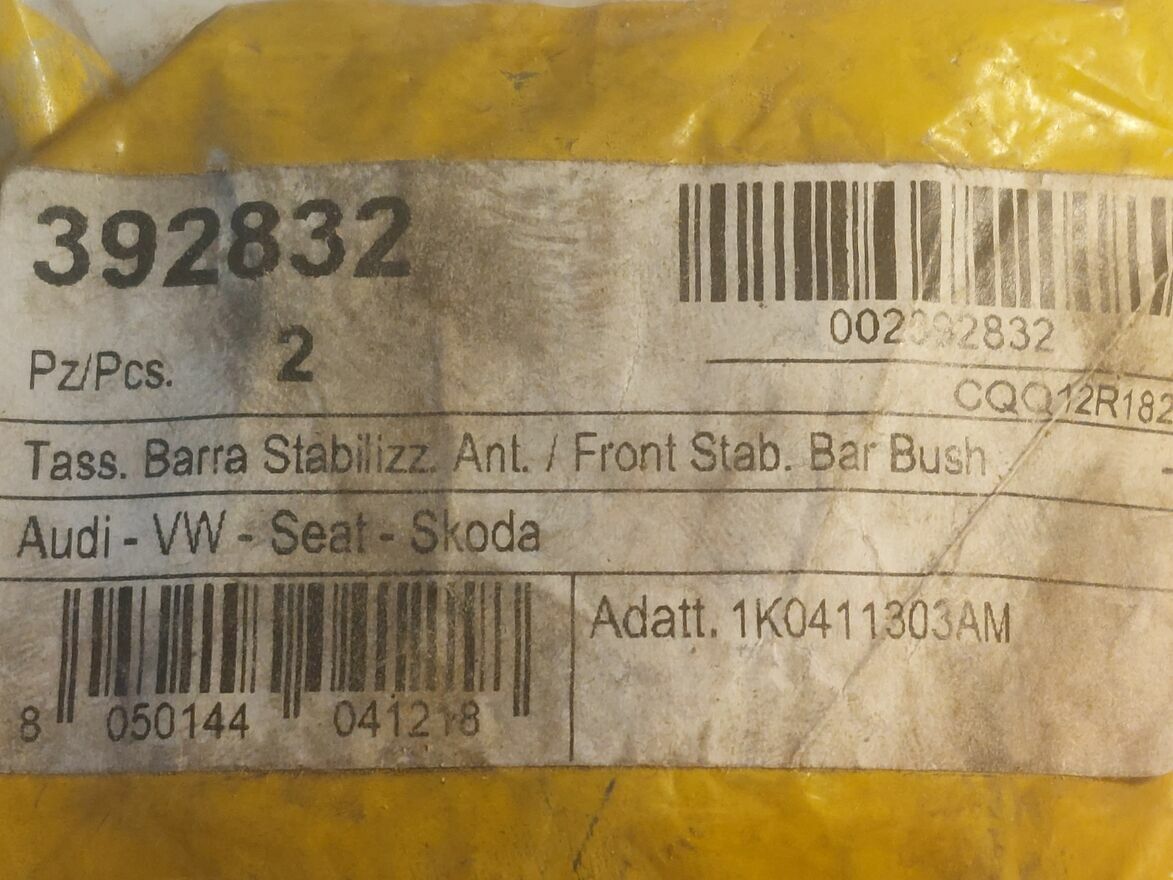 392832
002392832
Pz/Pcs. 2
CQQ12R182
Tass. Barra Stabilizz. Ant. / Front Stab. Bar Bush
Audi - VW - Seat - Skoda
Adatt. 1K0411303AM
8 050144